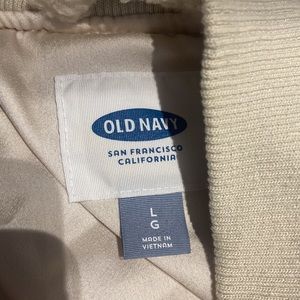 OLD NAVY
SAN FRANCISCO
CALIFORNIA
L
G
MADE IN
VIETNAM